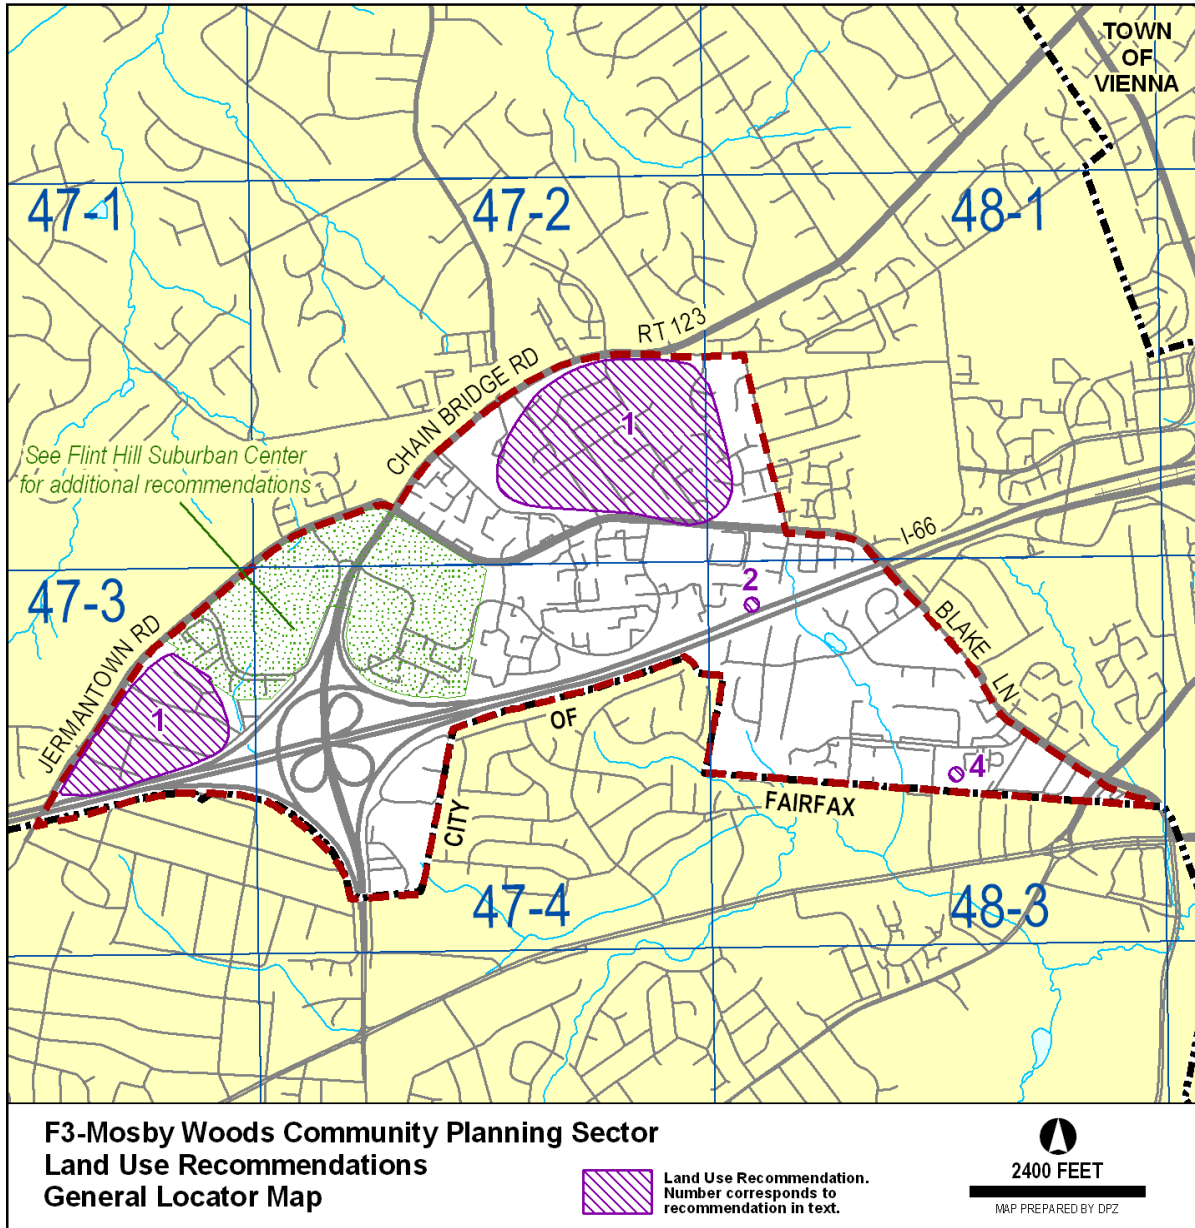 TOWN
OF
VIENNA
47-1
47-2
48-1
RT 123
CHAIN BRIDGE RD
1
See Flint Hill Suburban Center
for additional recommendations
I-66
47-3
2
BLAKE
LN
JERMANTOWN RD
1
OF
4
CITY
FAIRFAX
47-4
48-3
F3-Mosby Woods Community Planning Sector
Land Use Recommendations
General Locator Map
Land Use Recommendation.
Number corresponds to
recommendation in text.
2400 FEET
MAP PREPARED BY DPZ